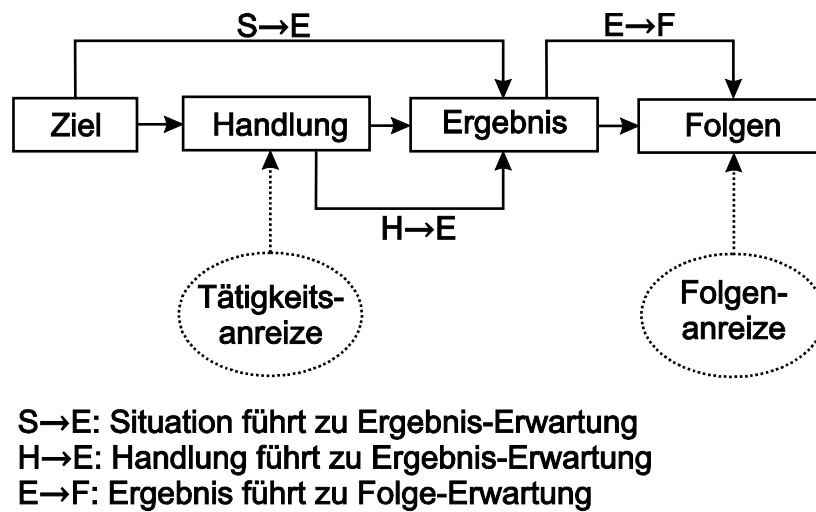 S→E
E→F
Ziel
Handlung
Ergebnis
Folgen
H→E
Tätigkeits-
anreize
Folgen-
anreize
S→E: Situation führt zu Ergebnis-Erwartung
H→E: Handlung führt zu Ergebnis-Erwartung
E→F: Ergebnis führt zu Folge-Erwartung